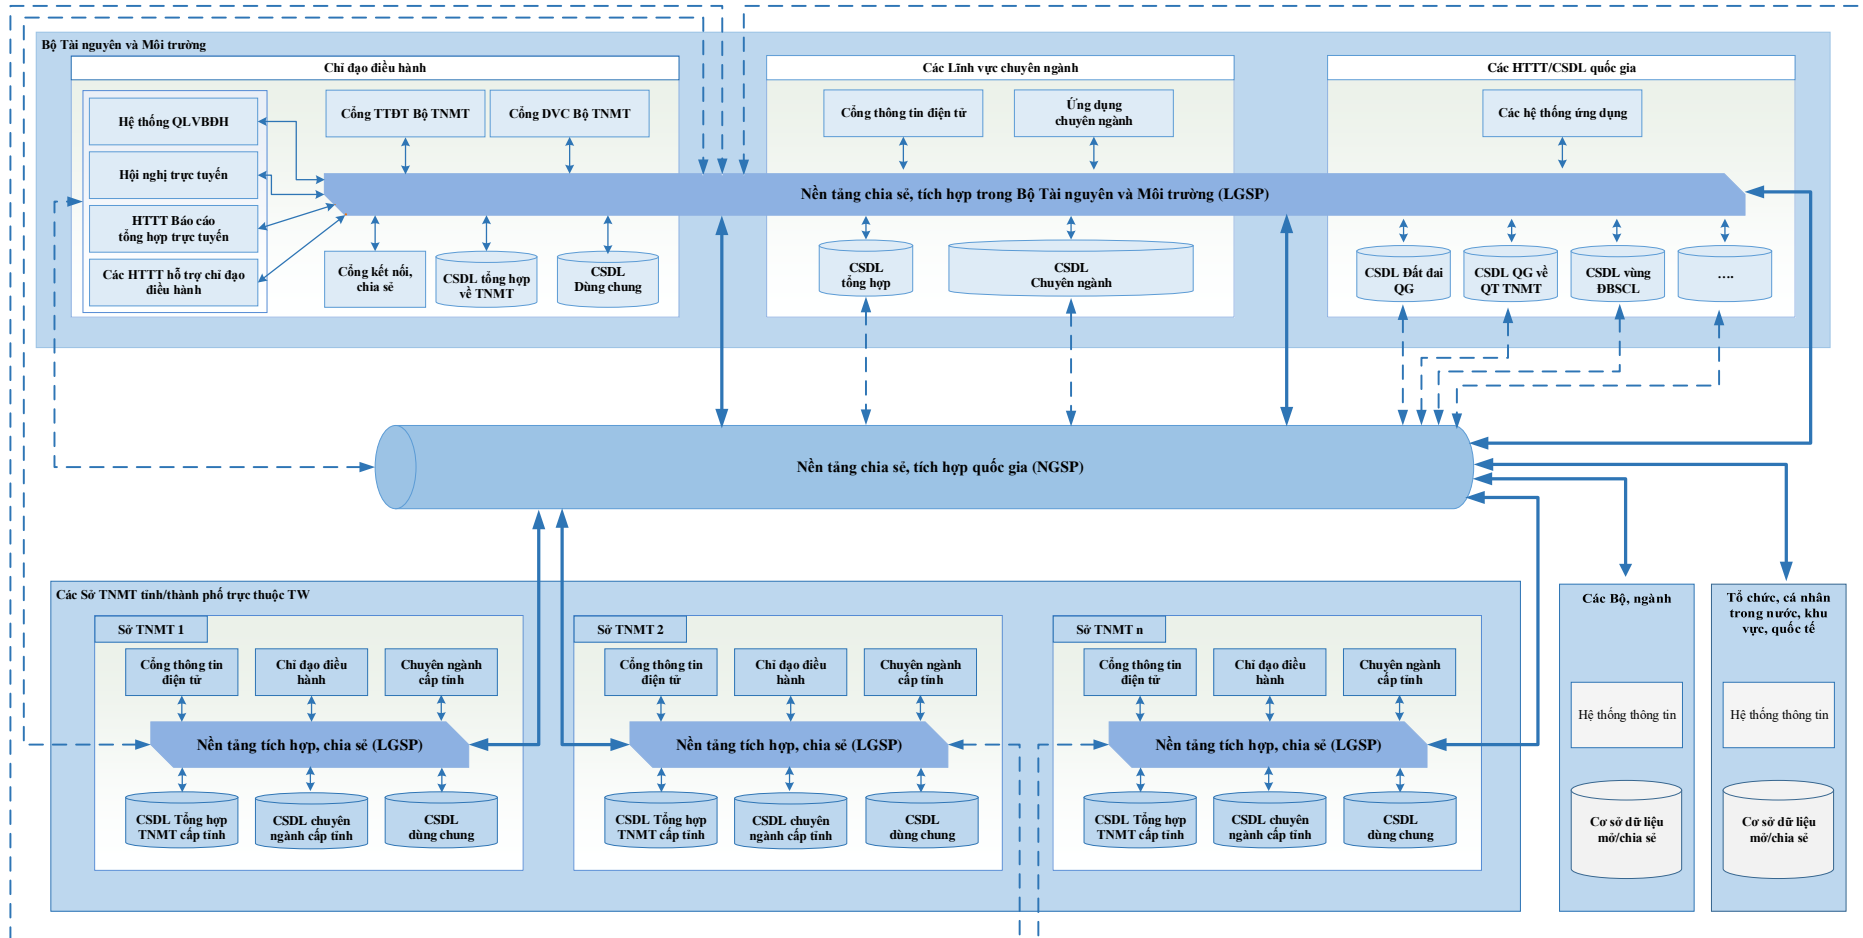 Bộ Tài nguyên và Môi trường
Chỉ đạo điều hành
Hệ thống QLVBĐH
Hội nghị trực tuyến
HTTT Báo cáo
tổng hợp trực tuyến
Các HTTT hỗ trợ chỉ đạo
điều hành
Cổng TTĐT Bộ TNMT
Cổng DVC Bộ TNMT
Các Lĩnh vực chuyên ngành
Cổng thông tin điện tử
Ứng dụng
chuyên ngành
Các HTTT/CSDL quốc gia
Các hệ thống ứng dụng
Nền tảng chia sẻ, tích hợp trong Bộ Tài nguyên và Môi trường (LGSP)
Cổng kết nối,
chia sẻ
CSDL tổng hợp
về TNMT
CSDL
Dùng chung
CSDL
tổng hợp
CSDL
Chuyên ngành
CSDL Đất đai
QG
CSDL QG về
QT TNMT
CSDL vùng
ĐBSCL
....
Nền tảng chia sẻ, tích hợp quốc gia (NGSP)
Các Sở TNMT tỉnh/thành phố trực thuộc TW
Sở TNMT 1
Cổng thông tin
điện tử
Chỉ đạo điều
hành
Chuyên ngành
cấp tỉnh
Nền tảng tích hợp, chia sẻ (LGSP)
CSDL Tổng hợp
TNMT cấp tỉnh
CSDL chuyên
ngành cấp tỉnh
CSDL
dùng chung
Sở TNMT 2
Cổng thông tin
điện tử
Chỉ đạo điều
hành
Chuyên ngành
cấp tỉnh
Nền tảng tích hợp, chia sẻ (LGSP)
CSDL Tổng hợp
TNMT cấp tỉnh
CSDL chuyên
ngành cấp tỉnh
CSDL
dùng chung
Sở TNMT n
Cổng thông tin
điện tử
Chỉ đạo điều
hành
Chuyên ngành
cấp tỉnh
Nền tảng tích hợp, chia sẻ (LGSP)
CSDL Tổng hợp
TNMT cấp tỉnh
CSDL chuyên
ngành cấp tỉnh
CSDL
dùng chung
Các Bộ, ngành
Hệ thống thông tin
Cơ sở dữ liệu
mở/chia sẻ
Tổ chức, cá nhân
trong nước, khu
vực, quốc tế
Hệ thống thông tin
Cơ sở dữ liệu
mở/chia sẻ